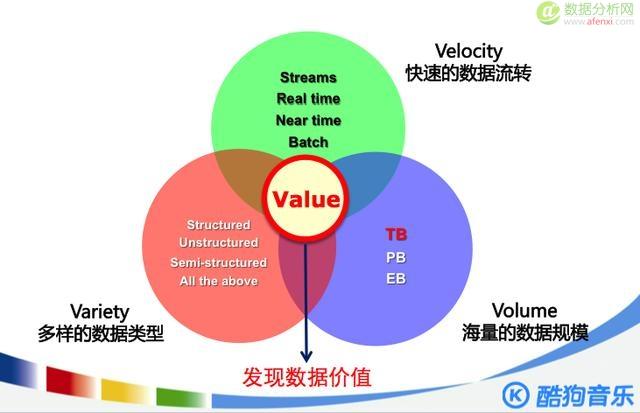 数据分析网
www.afenxi.com
Velocity
快速的数据流转
Streams
Real time
Near time
Batch
Value
Structured
Unstructured
Semi-structured
All the above
TB
PB
EB
Variety
多样的数据类型
Volume
海量的数据规模
发现数据价值
K 酷狗音乐